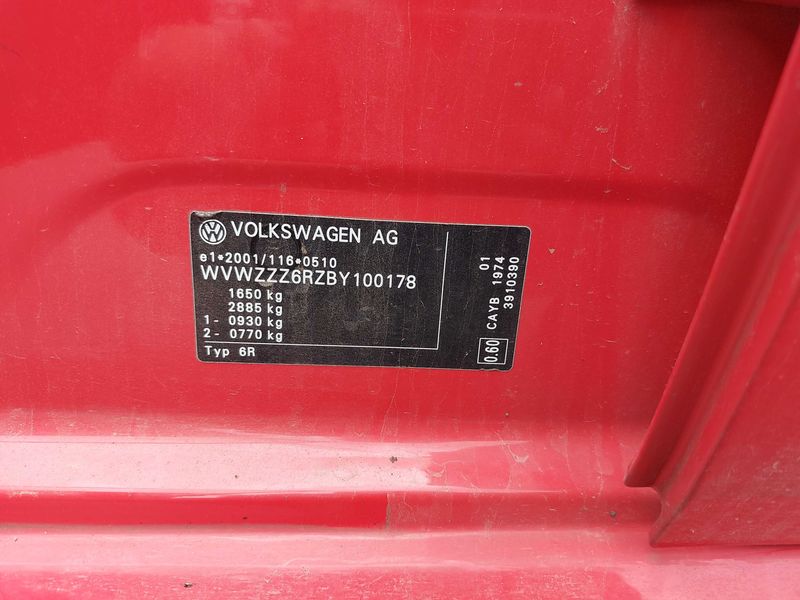 VOLKSWAGEN AG
e1*2001/116*0510
WVWZZZ6RZBY100178
1650 kg
2885 kg
1- 0930 kg
2- 0770 kg
Typ 6R
01
CAYB 1974
3910390
0.60